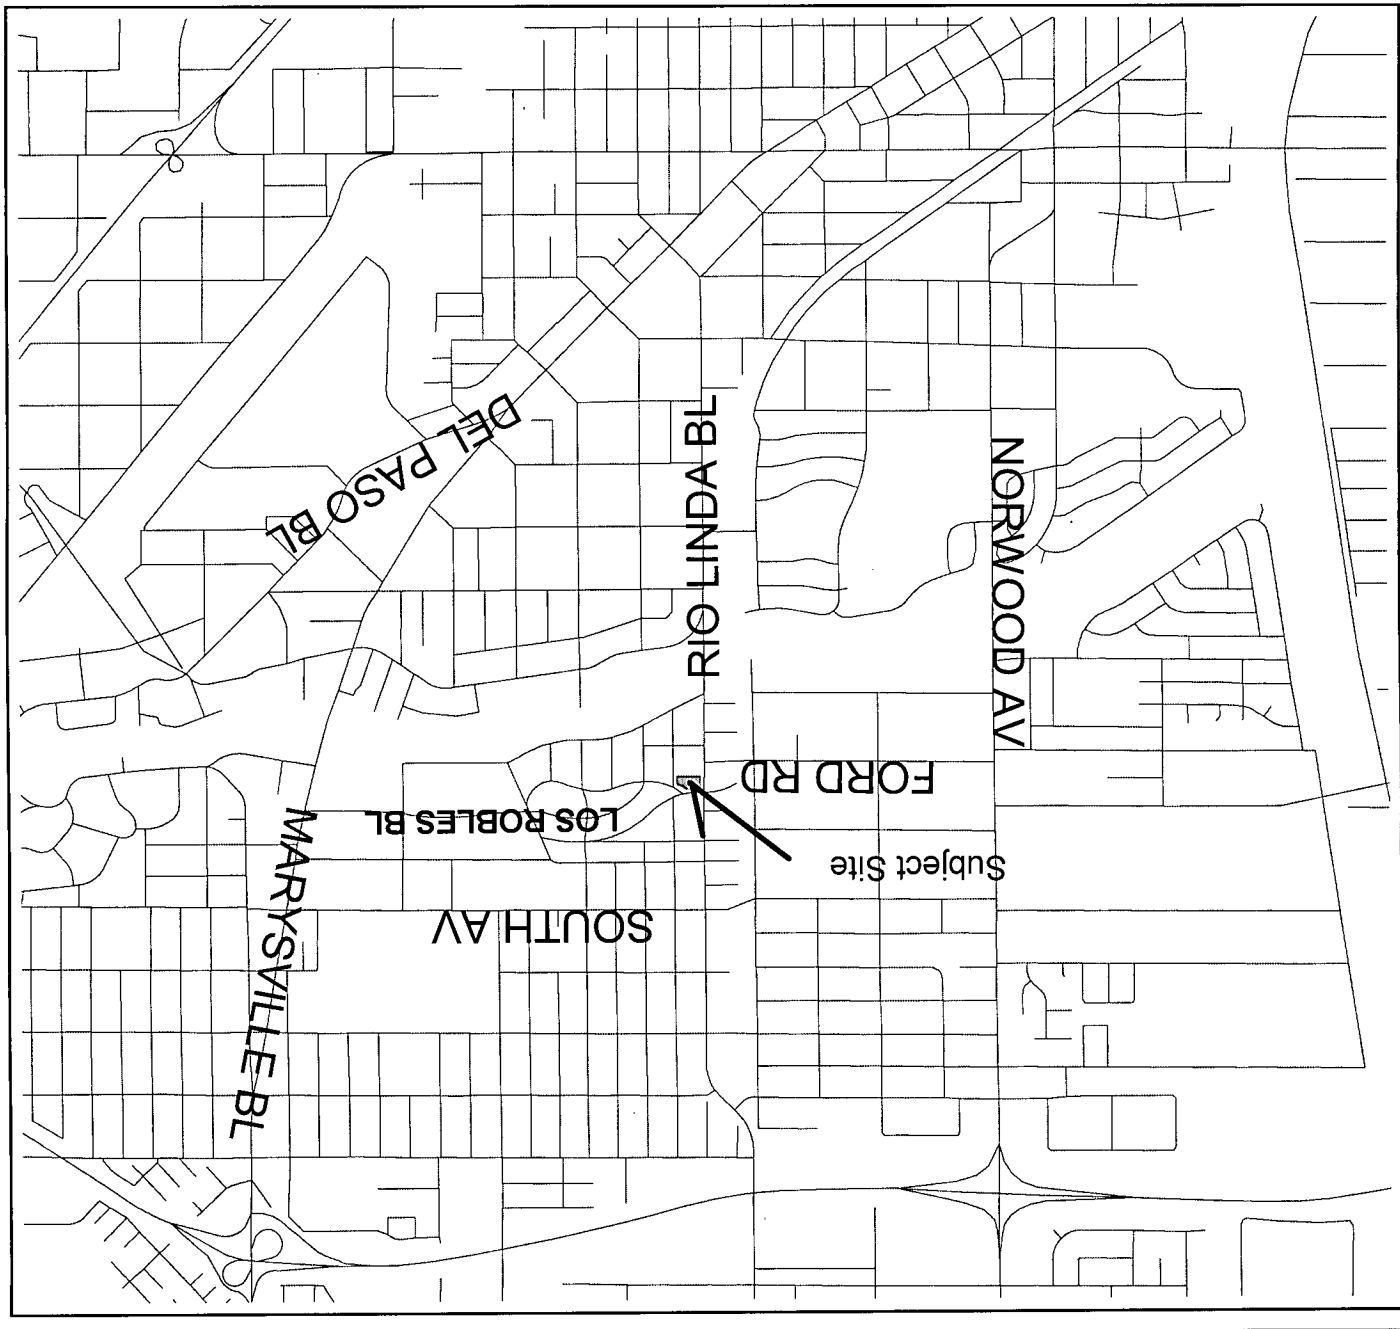 MARYSVILLE BL
SOUTH AV
Subject Site
LOS ROBLES BL
FORD RD
NORWOOD AV
RIO LINDA BL
DEL PASO BL